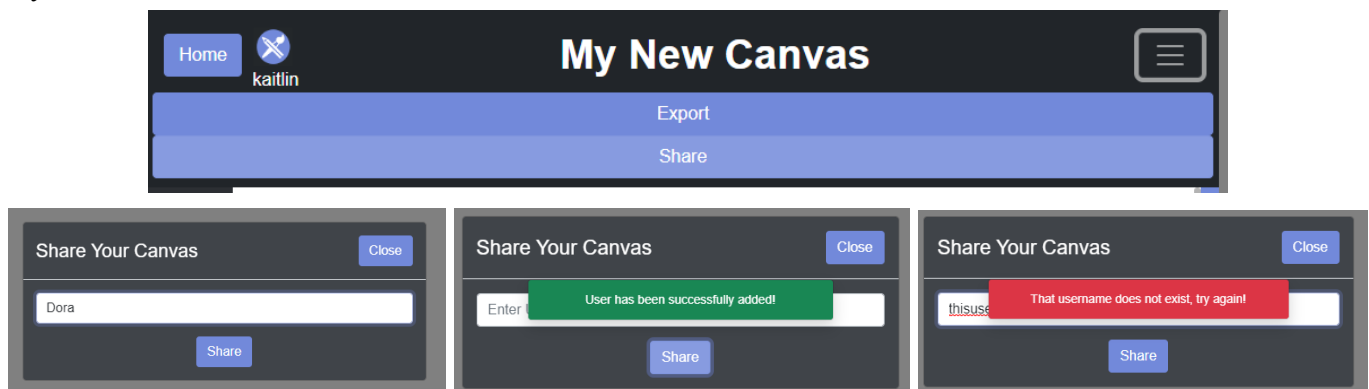 Home
kaitlin
My New Canvas
Export
Share
Share Your Canvas
Close
Dora
Share
Share Your Canvas
Close
Enter
User has been successfully added!
Share
Share Your Canvas
Close
thisuse
That username does not exist, try again!
Share